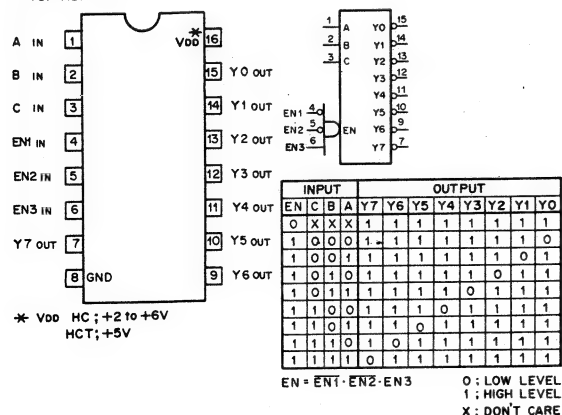 A IN 1
B IN 2
C IN 3
EN1 IN 4
EN2 IN 5
EN3 IN 6
Y7 OUT 7
8 GND
* VDD 16
15 Y0 OUT
14 Y1 OUT
13 Y2 OUT
12 Y3 OUT
11 Y4 OUT
10 Y5 OUT
9 Y6 OUT
* VDD HC ; +2 to +6V
HCT ; +5V
1 A Y0 15
2 B Y1 14
3 C Y2 13
Y3 12
Y4 11
EN1 4 Y5 10
EN2 5 EN Y6 9
EN3 6 Y7 7
INPUT OUTPUT
EN C B A Y7 Y6 Y5 Y4 Y3 Y2 Y1 Y0
0 X X X 1 1 1 1 1 1 1 1
1 0 0 0 1 1 1 1 1 1 1 0
1 0 0 1 1 1 1 1 1 1 0 1
1 0 1 0 1 1 1 1 1 0 1 1
1 0 1 1 1 1 1 1 0 1 1 1
1 1 0 0 1 1 1 0 1 1 1 1
1 1 0 1 1 1 0 1 1 1 1 1
1 1 1 0 1 0 1 1 1 1 1 1
1 1 1 1 0 1 1 1 1 1 1 1
EN = EN1 · EN2 · EN3
0 ; LOW LEVEL
1 ; HIGH LEVEL
X ; DON'T CARE